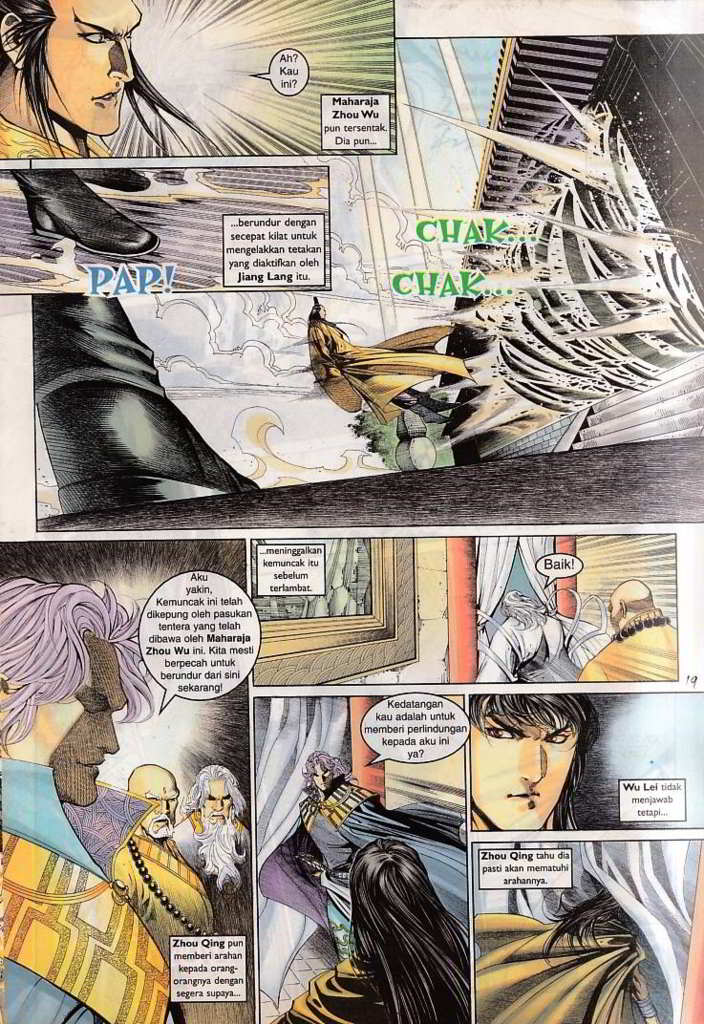 Ah?
Kau
ini?
Maharaja
Zhou Wu
pun tersentak.
Dia pun...
...berundur dengan
secepat kilat untuk
mengelakkan tetakan
yang diaktifkan oleh
Jiang Lang itu.
PAP!
CHAK...
CHAK...
Aku
yakin,
Kemuncak ini telah
dikepung oleh pasukan
tentera yang telah
dibawa oleh Maharaja
Zhou Wu ini. Kita mesti
berpecah untuk
berundur dari sini
sekarang!
Zhou Qing pun
memberi arahan
kepada orang-
orangnya dengan
segera supaya...
...meninggalkan
kemuncak itu
sebelum
terlambat.
Baik!
19
Kedatangan
kau adalah untuk
memberi perlindungan
kepada aku ini
ya?
Wu Lei tidak
menjawab
tetapi...
Zhou Qing tahu dia
pasti akan mematuhi
arahannya.